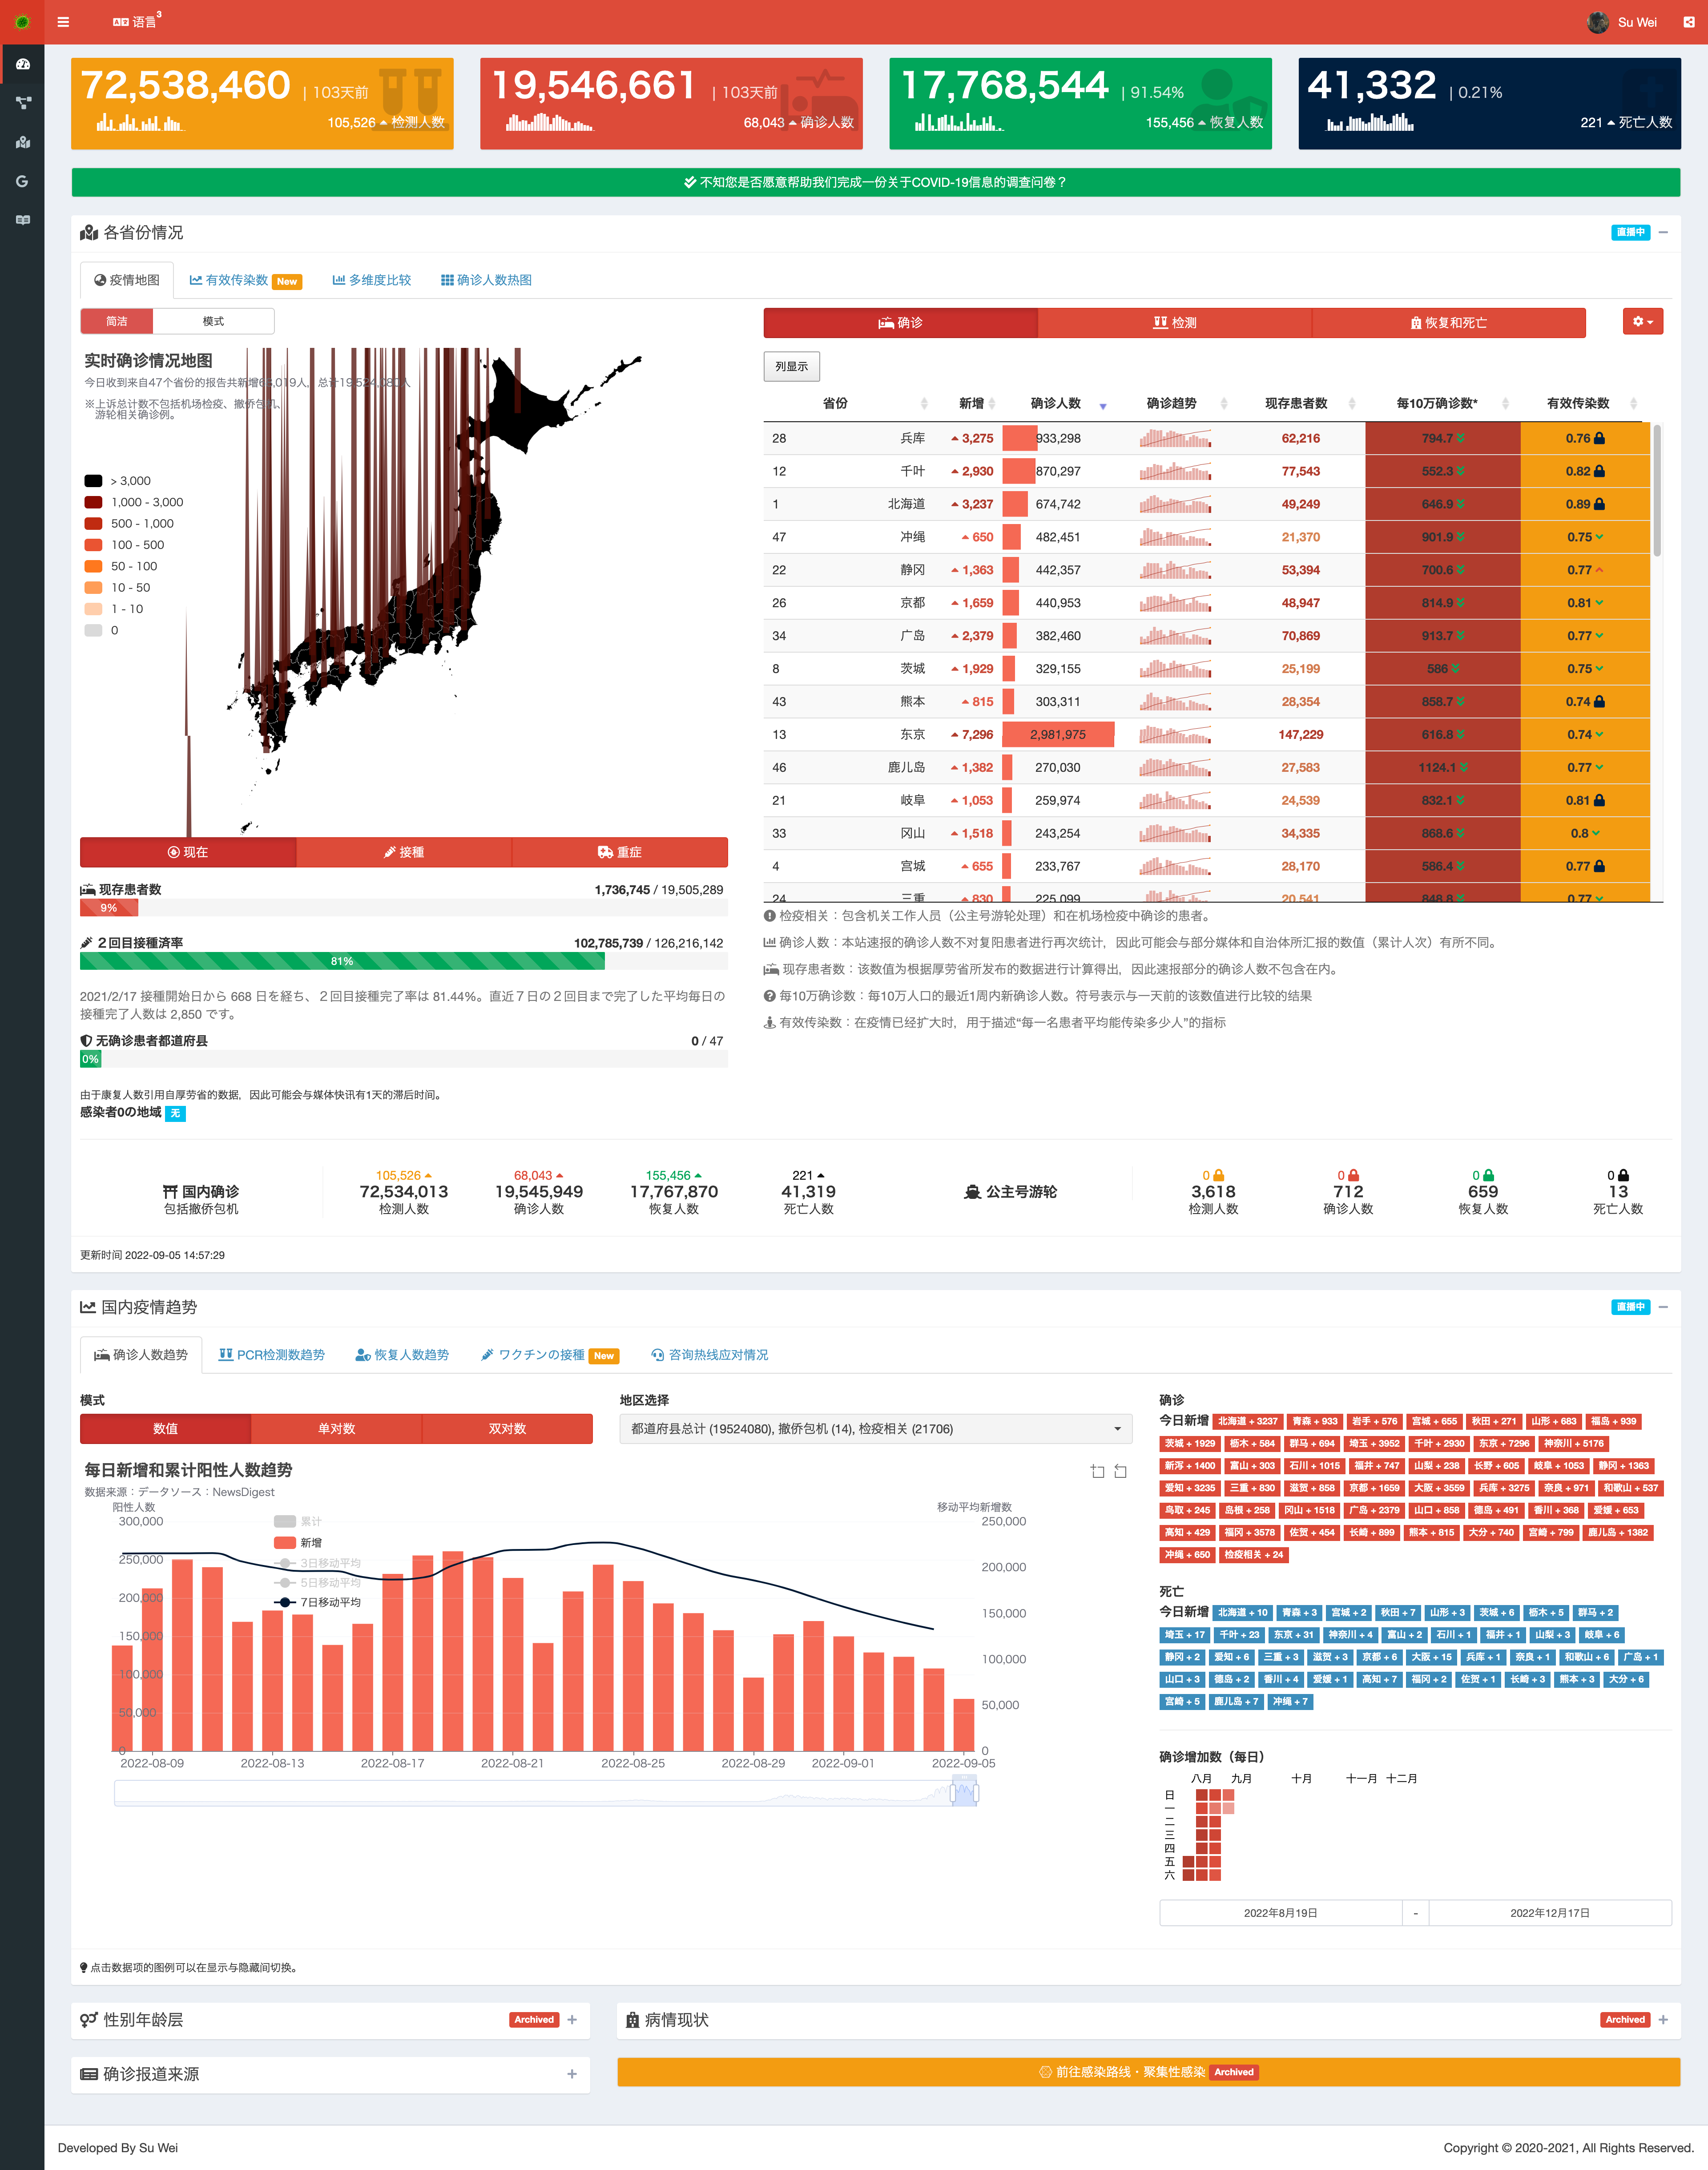 语言 3
Su Wei
72,538,460 | 103天前
105,526 检测人数
19,546,661 | 103天前
68,043 确诊人数
17,768,544 | 91.54%
155,456 恢复人数
41,332 | 0.21%
221 死亡人数
不知您是否愿意帮助我们完成一份关于COVID-19信息的调查问卷？
各省份情况
直播中
疫情地图 有效传染数 New 多维度比较 确诊人数热图
简洁 模式
实时确诊情况地图
※上诉总计数不包括机场检疫、撤侨包机、
游轮相关确诊例。
> 3,000
1,000 - 3,000
500 - 1,000
100 - 500
50 - 100
10 - 50
1 - 10
0
现在 接種 重症
现存患者数 1,736,745 / 19,505,289
9%
２回目接種済率 102,785,739 / 126,216,142
81%
2021/2/17 接種開始日から 668 日を経ち、２回目接種完了率は 81.44%。直近７日の２回目まで完了した平均毎日の
接種完了人数は 2,850 です。
无确诊患者都道府县 0 / 47
0%
由于康复人数引用自厚劳省的数据，因此可能会与媒体快讯有1天的滞后时间。
感染者0の地域 无
确诊 检测 恢复和死亡
列显示
省份 新增 确诊人数 确诊趋势 现存患者数 每10万确诊数* 有效传染数
28 兵库 3,275 933,298 62,216 794.7 0.76
12 千叶 2,930 870,297 77,543 552.3 0.82
1 北海道 3,237 674,742 49,249 646.9 0.89
47 冲绳 650 482,451 21,370 901.9 0.75
22 静冈 1,363 442,357 53,394 700.6 0.77
26 京都 1,659 440,953 48,947 814.9 0.81
34 广岛 2,379 382,460 70,869 913.7 0.77
8 茨城 1,929 329,155 25,199 586 0.75
43 熊本 815 303,311 28,354 858.7 0.74
13 东京 7,296 2,981,975 147,229 616.8 0.74
46 鹿儿岛 1,382 270,030 27,583 1124.1 0.77
21 岐阜 1,053 259,974 24,539 832.1 0.81
33 冈山 1,518 243,254 34,335 868.6 0.8
4 宫城 655 233,767 28,170 586.4 0.77
24 三重 830 225,099 20,541 848.8 0.77
检疫相关：包含机关工作人员（公主号游轮处理）和在机场检疫中确诊的患者。
确诊人数：本站速报的确诊人数不对复阳患者进行再次统计，因此可能会与部分媒体和自治体所汇报的数值（累计人次）有所不同。
现存患者数：该数值为根据厚劳省所发布的数据进行计算得出，因此速报部分的确诊人数不包含在内。
每10万确诊数：每10万人口的最近1周内新确诊人数。符号表示与一天前的该数值进行比较的结果
有效传染数：在疫情已经扩大时，用于描述“每一名患者平均能传染多少人”的指标
国内确诊
包括撤侨包机
105,526 68,043 155,456 221
72,534,013 19,545,949 17,767,870 41,319
检测人数 确诊人数 恢复人数 死亡人数
公主号游轮
0 0 0 0
3,618 712 659 13
检测人数 确诊人数 恢复人数 死亡人数
更新时间 2022-09-05 14:57:29
国内疫情趋势
直播中
确诊人数趋势 PCR检测数趋势 恢复人数趋势 ワクチンの接種 New 咨询热线应对情况
模式
数值 单对数 双对数
地区选择
都道府县总计 (19524080), 撤侨包机 (14), 检疫相关 (21706)
每日新增和累计阳性人数趋势
数据来源：データソース：NewsDigest
阳性人数 移动平均新增数
300,000
250,000
200,000
150,000
100,000
50,000
0
累计
新增
3日移动平均
5日移动平均
7日移动平均
250,000
200,000
150,000
100,000
50,000
0
2022-08-09 2022-08-13 2022-08-17 2022-08-21 2022-08-25 2022-08-29 2022-09-01 2022-09-05
确诊
今日新增 北海道 + 3237 青森 + 933 岩手 + 576 宫城 + 655 秋田 + 271 山形 + 683 福岛 + 939
茨城 + 1929 栃木 + 584 群马 + 694 埼玉 + 3952 千叶 + 2930 东京 + 7296 神奈川 + 5176
新泻 + 1400 富山 + 303 石川 + 1015 福井 + 747 山梨 + 238 长野 + 605 岐阜 + 1053 静冈 + 1363
爱知 + 3235 三重 + 830 滋贺 + 858 京都 + 1659 大阪 + 3559 兵库 + 3275 奈良 + 971 和歌山 + 537
鸟取 + 245 岛根 + 258 冈山 + 1518 广岛 + 2379 山口 + 858 德岛 + 491 香川 + 368 爱媛 + 653
高知 + 429 福冈 + 3578 佐贺 + 454 长崎 + 899 熊本 + 815 大分 + 740 宫崎 + 799 鹿儿岛 + 1382
冲绳 + 650 检疫相关 + 24
死亡
今日新增 北海道 + 10 青森 + 3 宫城 + 2 秋田 + 7 山形 + 3 茨城 + 6 栃木 + 5 群马 + 2
埼玉 + 17 千叶 + 23 东京 + 31 神奈川 + 4 富山 + 2 石川 + 1 福井 + 1 山梨 + 3 岐阜 + 6
静冈 + 2 爱知 + 6 三重 + 3 滋贺 + 3 京都 + 6 大阪 + 15 兵库 + 1 奈良 + 1 和歌山 + 6 广岛 + 1
山口 + 3 德岛 + 2 香川 + 4 爱媛 + 1 高知 + 7 福冈 + 2 佐贺 + 1 长崎 + 3 熊本 + 3 大分 + 6
宫崎 + 5 鹿儿岛 + 7 冲绳 + 7
确诊增加数（每日）
八月 九月 十月 十一月 十二月
日
一
二
三
四
五
六
2022年8月19日 - 2022年12月17日
点击数据项的图例可以在显示与隐藏间切换。
性别年龄层 Archived
病情现状 Archived
确诊报道来源
前往感染路线・聚集性感染 Archived
Developed By Su Wei
Copyright © 2020-2021, All Rights Reserved.